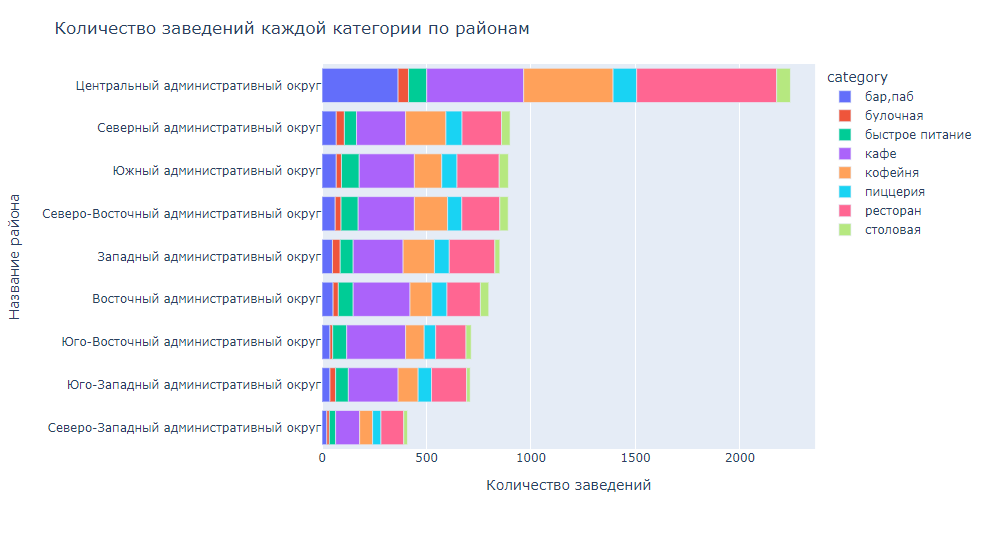 Количество заведений каждой категории по районам
Название района
Центральный административный округ
Северный административный округ
Южный административный округ
Северо-Восточный административный округ
Западный административный округ
Восточный административный округ
Юго-Восточный административный округ
Юго-Западный административный округ
Северо-Западный административный округ
0 500 1000 1500 2000
Количество заведений
category
бар,паб
булочная
быстрое питание
кафе
кофейня
пиццерия
ресторан
столовая